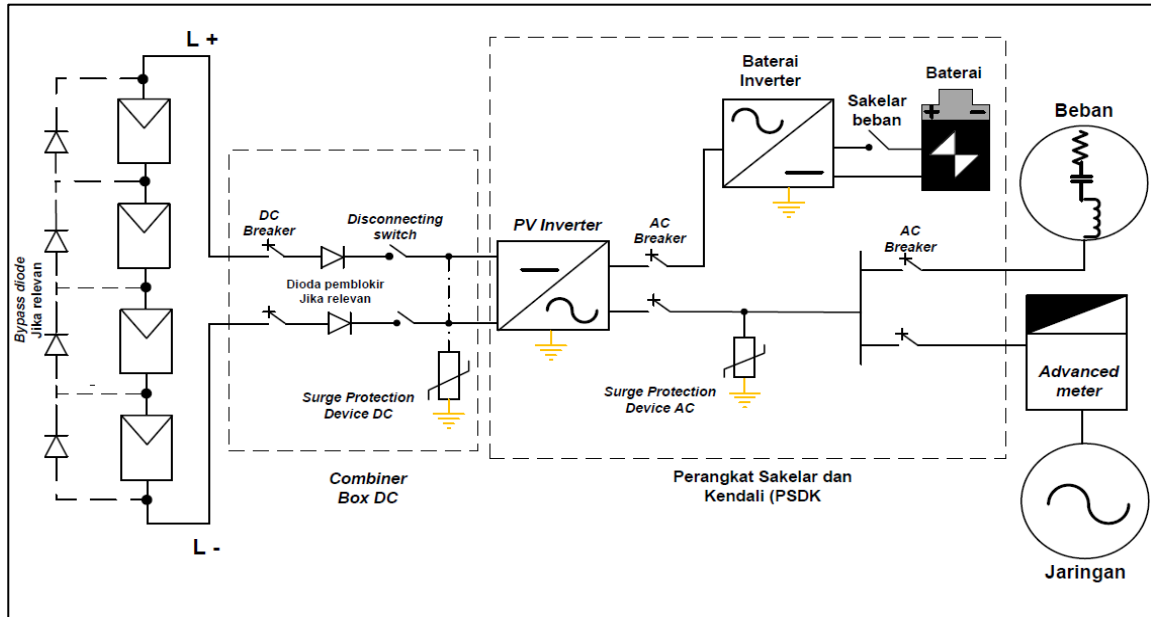 L +
Bypass diode
Jika relevan
L -
DC
Breaker
Disconnecting
switch
Dioda pemblokir
Jika relevan
Surge Protection
Device DC
Combiner
Box DC
PV Inverter
AC
Breaker
Baterai
Inverter
Sakelar
beban
Baterai
+ -
Surge Protection
Device AC
AC
Breaker
Perangkat Sakelar dan
Kendali (PSDK
Beban
Advanced
meter
Jaringan